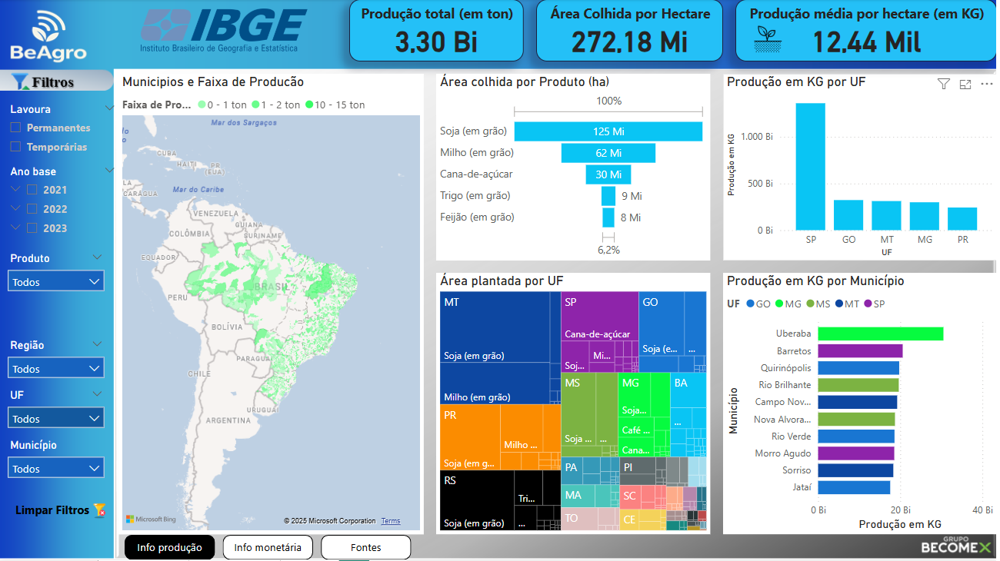 BeAgro
IBGE
Instituto Brasileiro de Geografia e Estatística
Produção total (em ton)
3,30 Bi
Área Colhida por Hectare
272,18 Mi
Produção média por hectare (em KG)
12,44 Mil
Filtros
Lavoura
Permanentes
Temporárias
Ano base
2021
2022
2023
Produto
Todos
Região
Todos
UF
Todos
Município
Todos
Limpar Filtros
Municipios e Faixa de Producão
Faixa de Pro... 0 - 1 ton 1 - 2 ton 10 - 15 ton
Mar dos Sargaços
CUBA
HAITI
PR
(EUA)
Mar do Caribe
VENEZUELA
GUIANA
SURINAME
COLÔMBIA
EQUADOR
BRASIL
PERU
BOLÍVIA
PARAGUAI
CHILE
URUGUAI
ARGENTINA
Microsoft Bing
© 2025 Microsoft Corporation Terms
Área colhida por Produto (ha)
100%
Soja (em grão) 125 Mi
Milho (em grão) 62 Mi
Cana-de-açúcar 30 Mi
Trigo (em grão) 9 Mi
Feijão (em grão) 8 Mi
6,2%
Produção em KG por UF
Produção em KG
1.000 Bi
500 Bi
0 Bi
SP GO MT MG PR
UF
Área plantada por UF
MT
Soja (em grão)
Milho (em grão)
PR
Soja (em g...
Milho ...
RS
Soja (em grão)
Tri...
...
SP
Cana-de-açúcar
Soj...
Mi...
GO
Soja (e...
...
MS
Soja ...
...
MG
Soja...
Café ...
Cana...
BA
...
PA
MA
TO
PI
SC
CE
Produção em KG por Município
UF GO MG MS MT SP
Município
Uberaba
Barretos
Quirinópolis
Rio Brilhante
Campo Nov...
Nova Alvora...
Rio Verde
Morro Agudo
Sorriso
Jataí
0 Bi 20 Bi 40 Bi
Produção em KG
Info produção
Info monetária
Fontes
GRUPO
BECOMEX